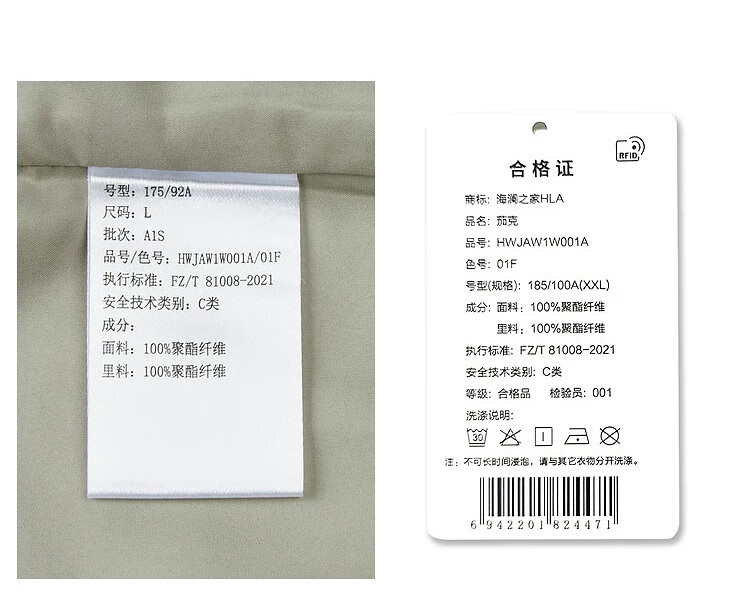 号型: 175/92A
尺码: L
批次: A1S
品号/色号: HWJAW1W001A/01F
执行标准: FZ/T 81008-2021
安全技术类别: C类
成分:
面料: 100%聚酯纤维
里料: 100%聚酯纤维
RFID
合格证
商标: 海澜之家HLA
品名: 茄克
品号: HWJAW1W001A
色号: 01F
号型(规格): 185/100A(XXL)
成分: 面料: 100%聚酯纤维
里料: 100%聚酯纤维
执行标准: FZ/T 81008-2021
安全技术类别: C类
等级: 合格品 检验员: 001
洗涤说明:
30
注: 不可长时间浸泡, 请与其它衣物分开洗涤。
6 942201 824471